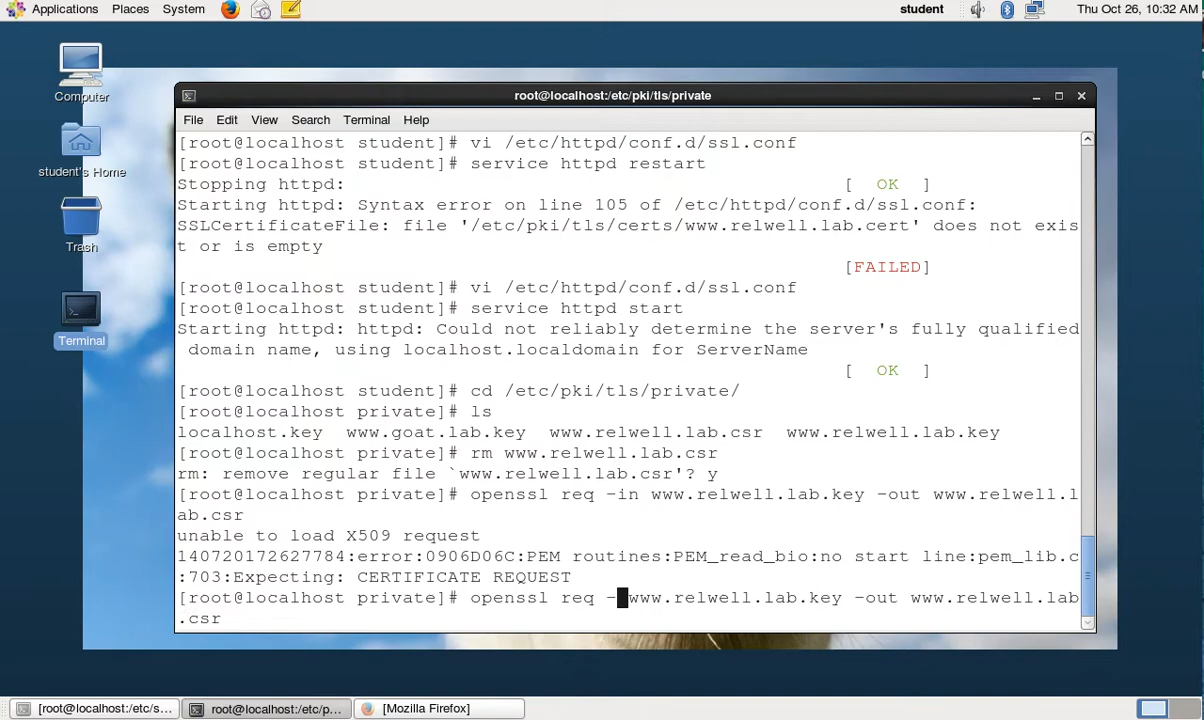 Applications Places System student Thu Oct 26, 10:32 AM
Computer
student's Home
Trash
Terminal
root@localhost:/etc/pki/tls/private
File Edit View Search Terminal Help
[root@localhost student]# vi /etc/httpd/conf.d/ssl.conf
[root@localhost student]# service httpd restart
Stopping httpd: [ OK ]
Starting httpd: Syntax error on line 105 of /etc/httpd/conf.d/ssl.conf:
SSLCertificateFile: file '/etc/pki/tls/certs/www.relwell.lab.cert' does not exis
t or is empty
[FAILED]
[root@localhost student]# vi /etc/httpd/conf.d/ssl.conf
[root@localhost student]# service httpd start
Starting httpd: httpd: Could not reliably determine the server's fully qualified
domain name, using localhost.localdomain for ServerName
[ OK ]
[root@localhost student]# cd /etc/pki/tls/private/
[root@localhost private]# ls
localhost.key www.goat.lab.key www.relwell.lab.csr www.relwell.lab.key
[root@localhost private]# rm www.relwell.lab.csr
rm: remove regular file `www.relwell.lab.csr'? y
[root@localhost private]# openssl req -in www.relwell.lab.key -out www.relwell.l
ab.csr
unable to load X509 request
140720172627784:error:0906D06C:PEM routines:PEM_read_bio:no start line:pem_lib.c
:703:Expecting: CERTIFICATE REQUEST
[root@localhost private]# openssl req - www.relwell.lab.key -out www.relwell.lab
.csr
[root@localhost:/etc/s... root@localhost:/etc/p... [Mozilla Firefox]